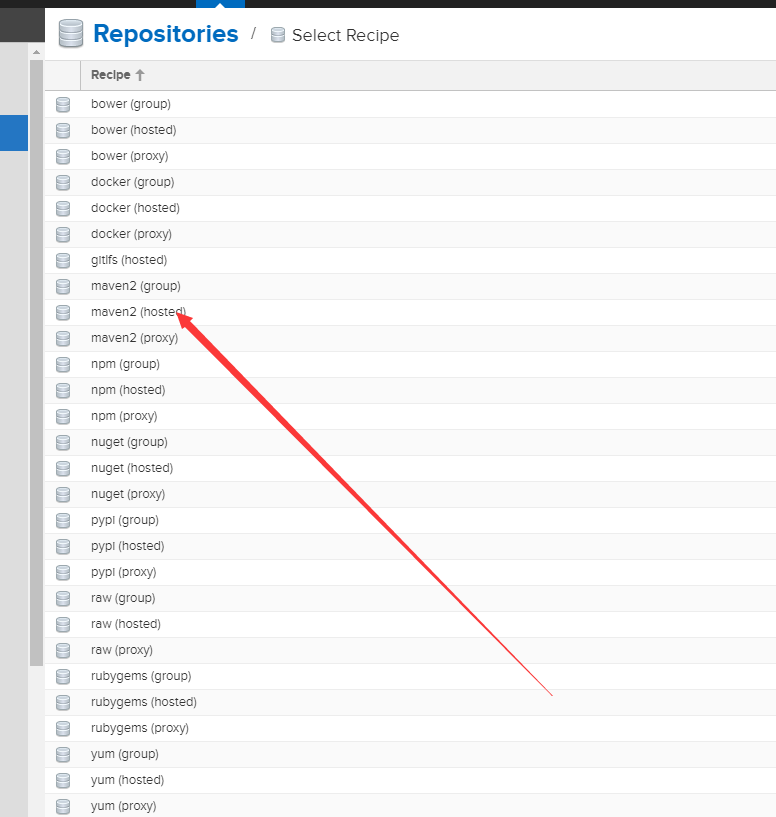 Repositories / Select Recipe
Recipe
bower (group)
bower (hosted)
bower (proxy)
docker (group)
docker (hosted)
docker (proxy)
gitlfs (hosted)
maven2 (group)
maven2 (hosted)
maven2 (proxy)
npm (group)
npm (hosted)
npm (proxy)
nuget (group)
nuget (hosted)
nuget (proxy)
pypi (group)
pypi (hosted)
pypi (proxy)
raw (group)
raw (hosted)
raw (proxy)
rubygems (group)
rubygems (hosted)
rubygems (proxy)
yum (group)
yum (hosted)
yum (proxy)